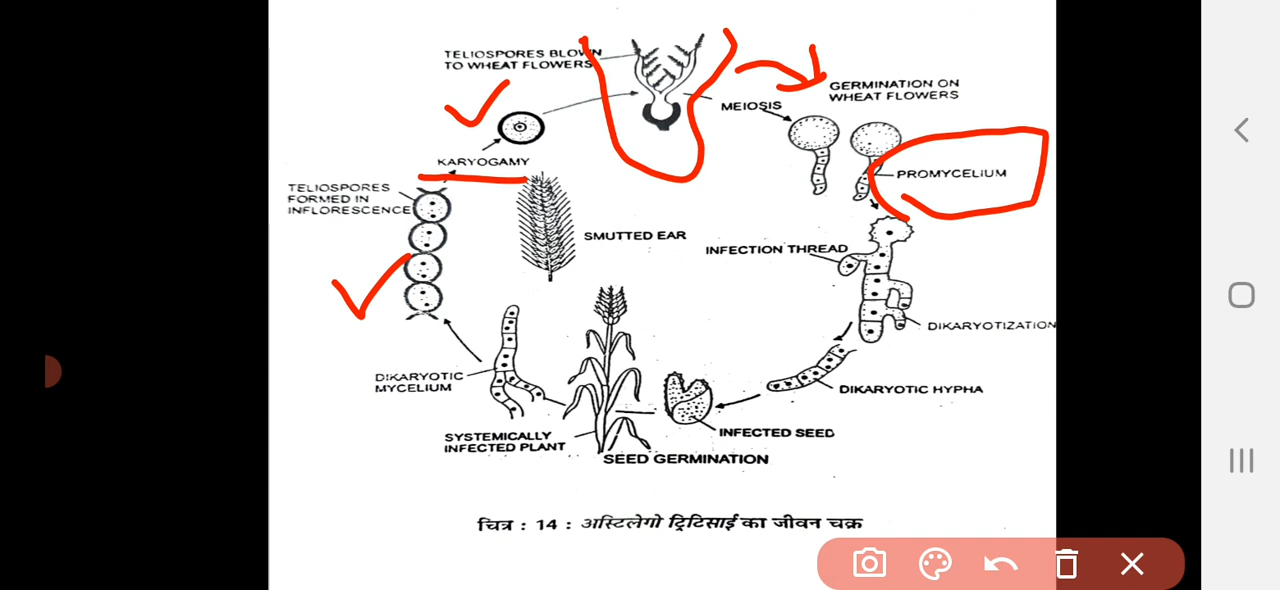 TELIOSPORES BLOWN
TO WHEAT FLOWERS
GERMINATION ON
WHEAT FLOWERS
MEIOSIS
KARYOGAMY
PROMYCELIUM
TELIOSPORES
FORMED IN
INFLORESCENCE
SMUTTED EAR
INFECTION THREAD
DIKARYOTIZATION
DIKARYOTIC
MYCELIUM
DIKARYOTIC HYPHA
INFECTED SEED
SYSTEMICALLY
INFECTED PLANT
SEED GERMINATION
चित्र : 14 : अस्टिलेगो ट्रिटिसाई का जीवन चक्र